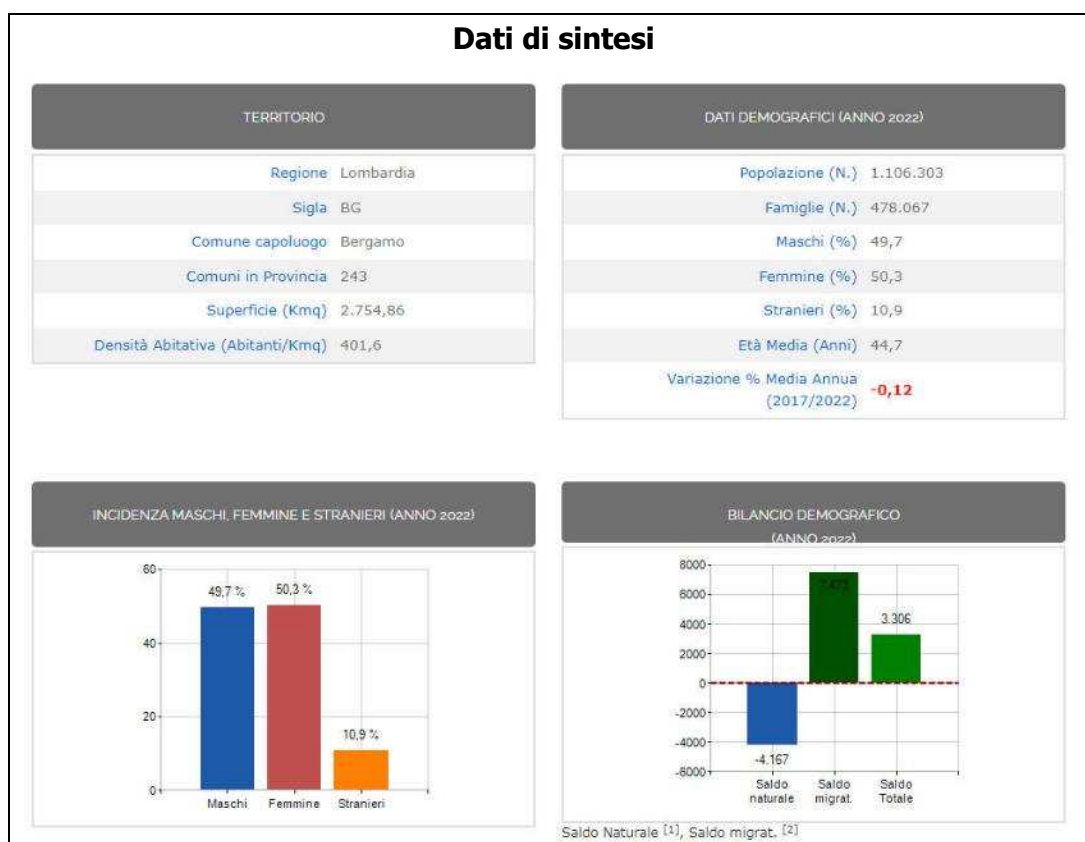 Dati di sintesi
TERRITORIO
Regione Lombardia
Sigla BG
Comune capoluogo Bergamo
Comuni in Provincia 243
Superficie (Kmq) 2.754,86
Densità Abitativa (Abitanti/Kmq) 401,6
DATI DEMOGRAFICI (ANNO 2022)
Popolazione (N.) 1.106.303
Famiglie (N.) 478.067
Maschi (%) 49,7
Femmine (%) 50,3
Stranieri (%) 10,9
Età Media (Anni) 44,7
Variazione % Media Annua
(2017/2022) -0,12
INCIDENZA MASCHI, FEMMINE E STRANIERI (ANNO 2022)
60
40
20
0
49,7 %
50,3 %
10,9 %
Maschi Femmine Stranieri
BILANCIO DEMOGRAFICO
(ANNO 2022)
8000
6000
4000
2000
0
-2000
-4000
-6000
3.306
-4.167
Saldo Saldo Saldo
naturale migrat. Totale
Saldo Naturale [1], Saldo migrat. [2]